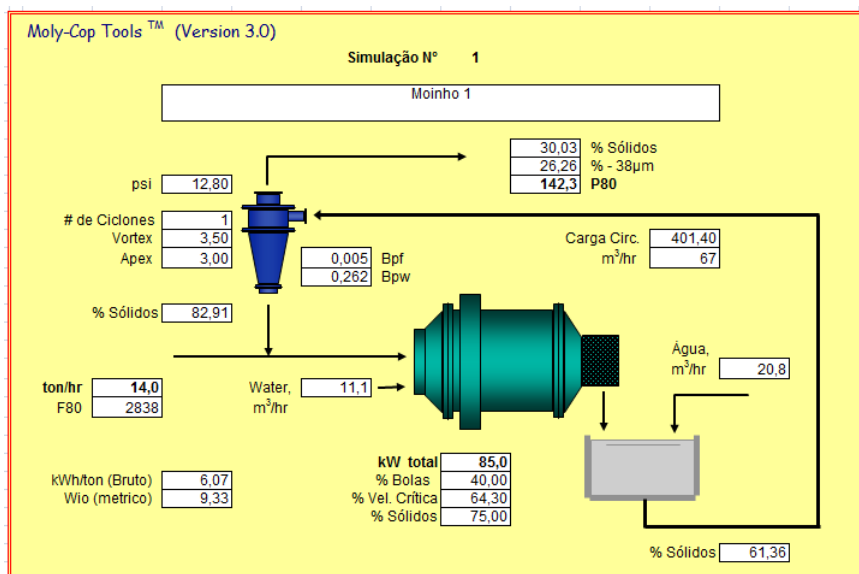 Moly-Cop Tools ™ (Version 3.0)
Simulação N° 1
Moinho 1
30,03 % Sólidos
26,26 % - 38µm
142,3 P80
psi 12,80
# de Ciclones 1
Vortex 3,50
Apex 3,00
0,005 Bpf
0,262 Bpw
Carga Circ. 401,40
m³/hr 67
% Sólidos 82,91
Água,
m³/hr 20,8
ton/hr 14,0
F80 2838
Water, 11,1
m³/hr
kWh/ton (Bruto) 6,07
Wio (metrico) 9,33
kW total 85,0
% Bolas 40,00
% Vel. Crítica 64,30
% Sólidos 75,00
% Sólidos 61,36